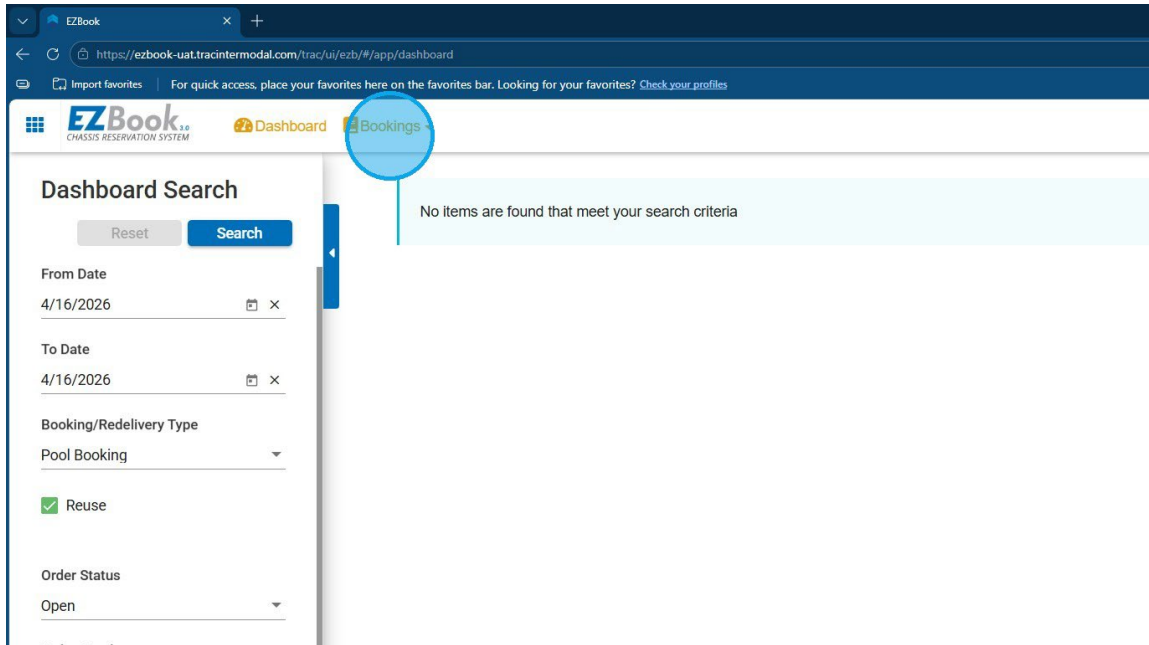 EZBook
https://ezbook-uat.tracintermodal.com/trac/ui/ezb/#/app/dashboard
Import favorites | For quick access, place your favorites here on the favorites bar. Looking for your favorites? Check your profiles
EZBook 3.0
CHASSIS RESERVATION SYSTEM
Dashboard Bookings
Dashboard Search
Reset Search
No items are found that meet your search criteria
From Date
4/16/2026
To Date
4/16/2026
Booking/Redelivery Type
Pool Booking
Reuse
Order Status
Open